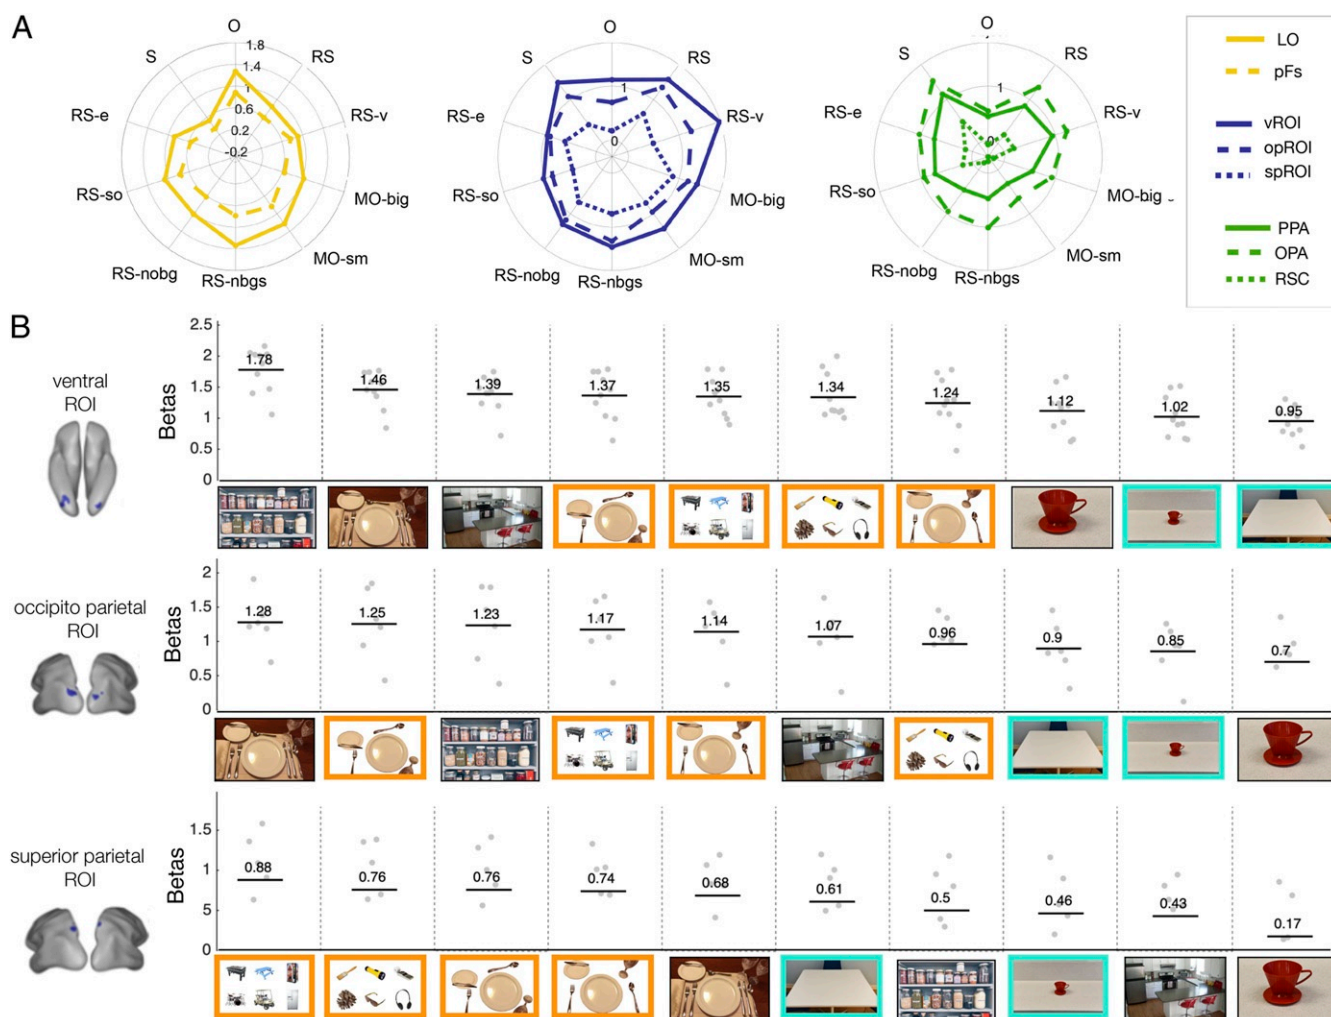 A
O
1.8
1.4
1
0.6
0.2
-0.2
S
RS
RS-e
RS-v
RS-so
MO-big
RS-nobg
RS-nbgs
MO-sm
O
1
0
S
RS
RS-e
RS-v
RS-so
MO-big
RS-nobg
RS-nbgs
MO-sm
O
1
0
S
RS
RS-e
RS-v
RS-so
MO-big
RS-nobg
RS-nbgs
MO-sm
LO
pFs
vROI
opROI
spROI
PPA
OPA
RSC
B
ventral
ROI
Betas
2.5
2
1.5
1
0.5
0
1.78 1.46 1.39 1.37 1.35 1.34 1.24 1.12 1.02 0.95
occipito parietal
ROI
Betas
2
1.5
1
0.5
0
1.28 1.25 1.23 1.17 1.14 1.07 0.96 0.9 0.85 0.7
superior parietal
ROI
Betas
1.5
1
5
0
0.88 0.76 0.76 0.74 0.68 0.61 0.5 0.46 0.43 0.17